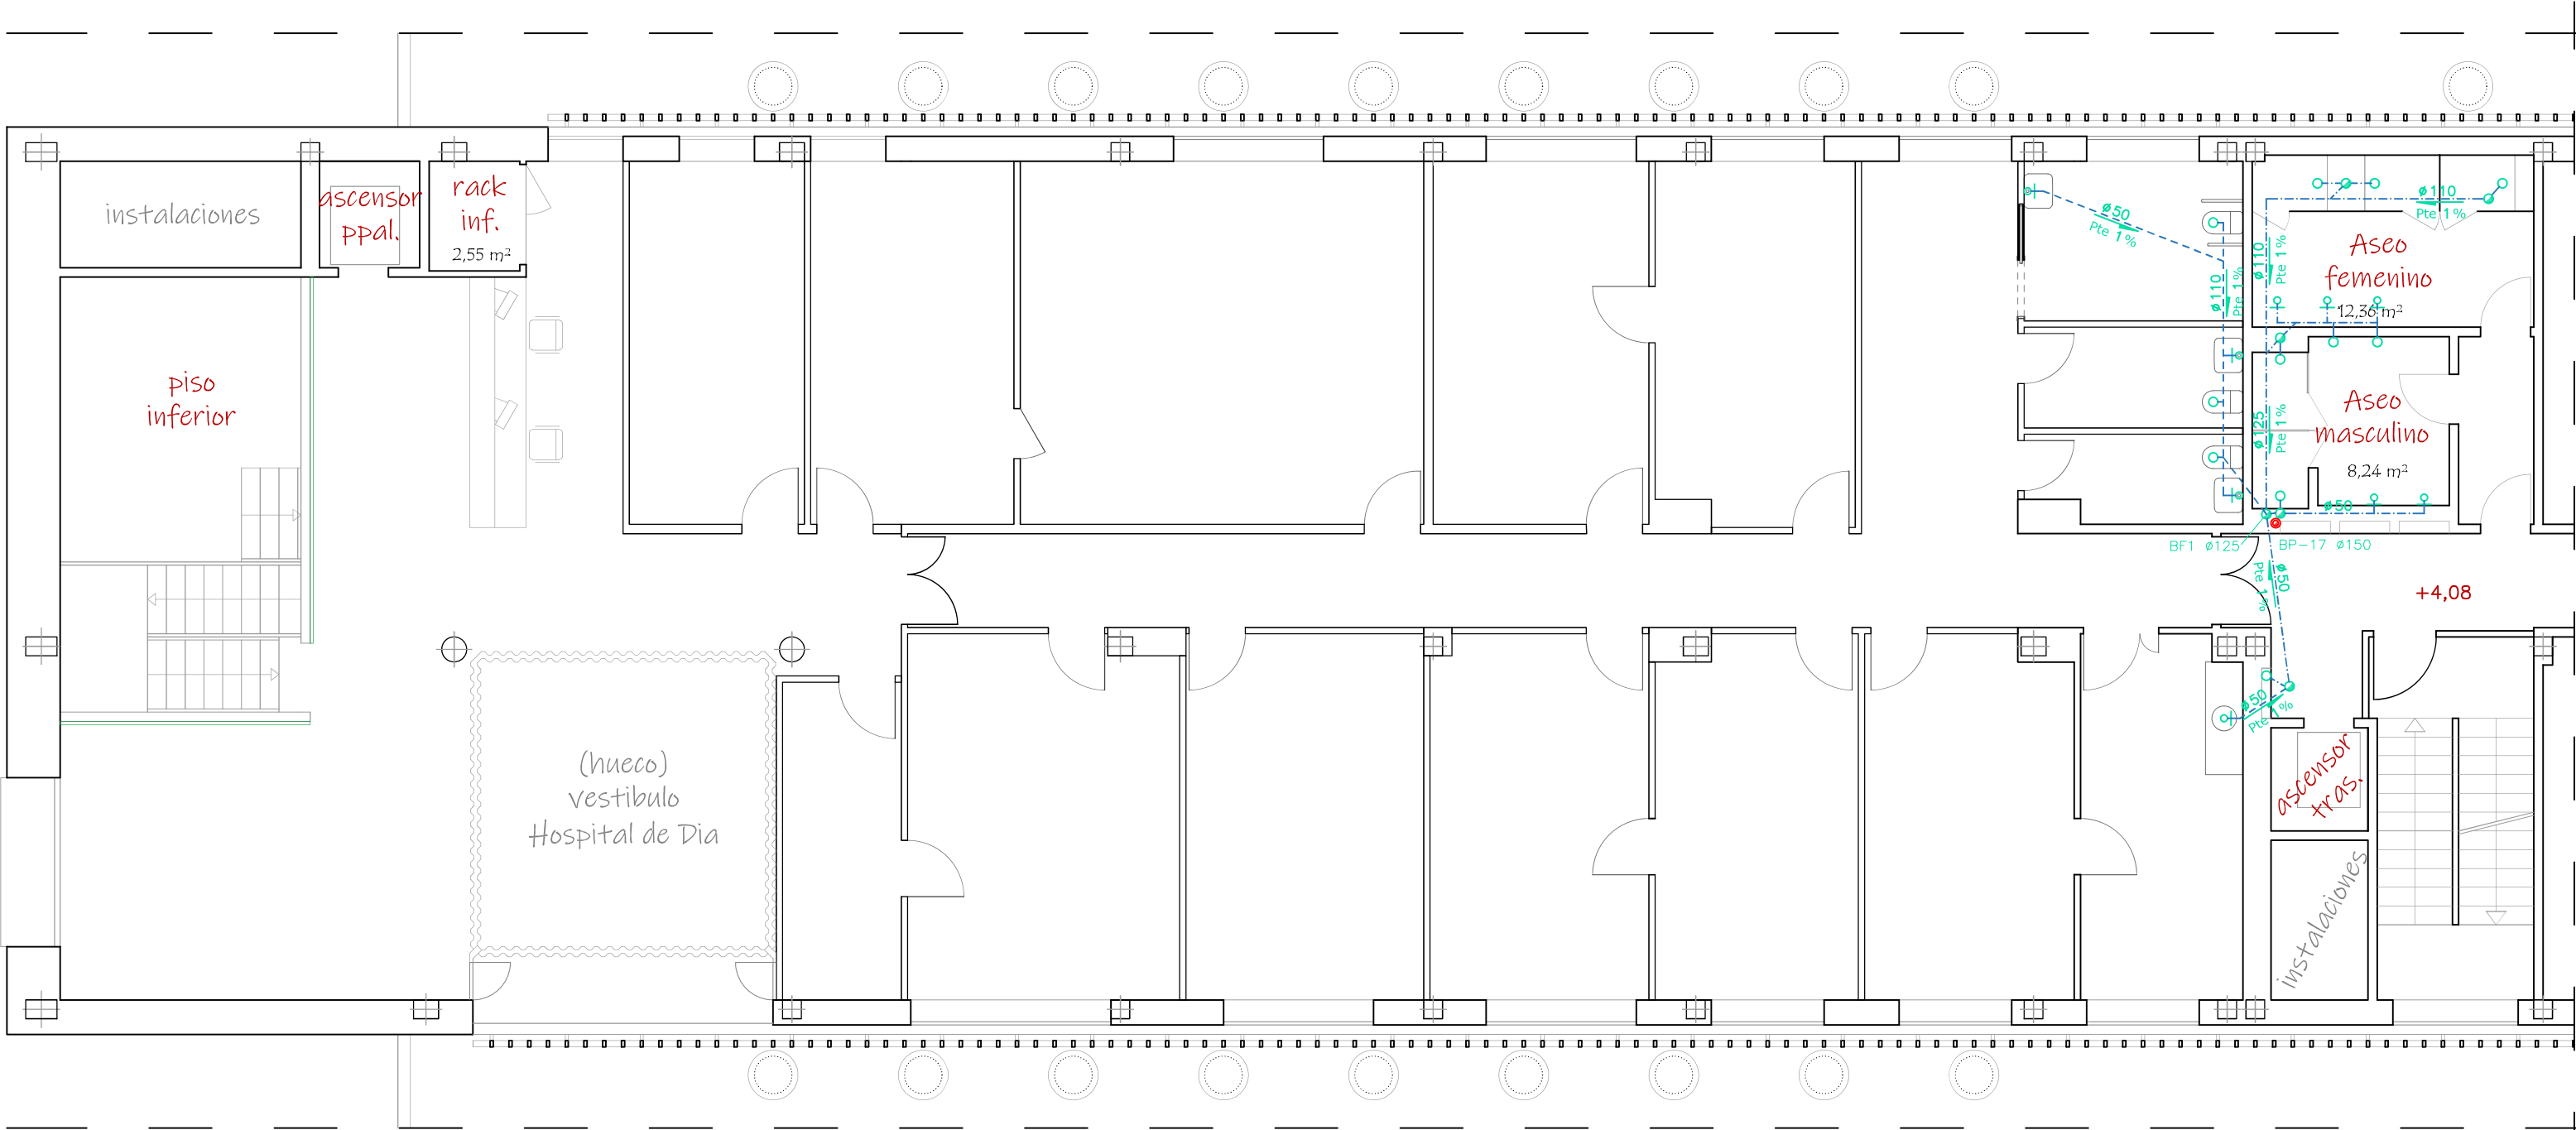 instalaciones
ascensor
ppal.
rack
inf.
2,55 m²
piso
inferior
(hueco)
vestibulo
Hospital de Dia
ø50
Pte 1%
ø110
Pte 1%
ø110
Pte 1%
ø110
Pte 1%
Aseo
femenino
12,36 m²
ø125
Pte 1%
Aseo
masculino
8,24 m²
ø50
BF1 ø125
BP-17 ø150
Pte 1%
ø50
+4,08
ø50
Pte 1%
ascensor
tras.
instalaciones